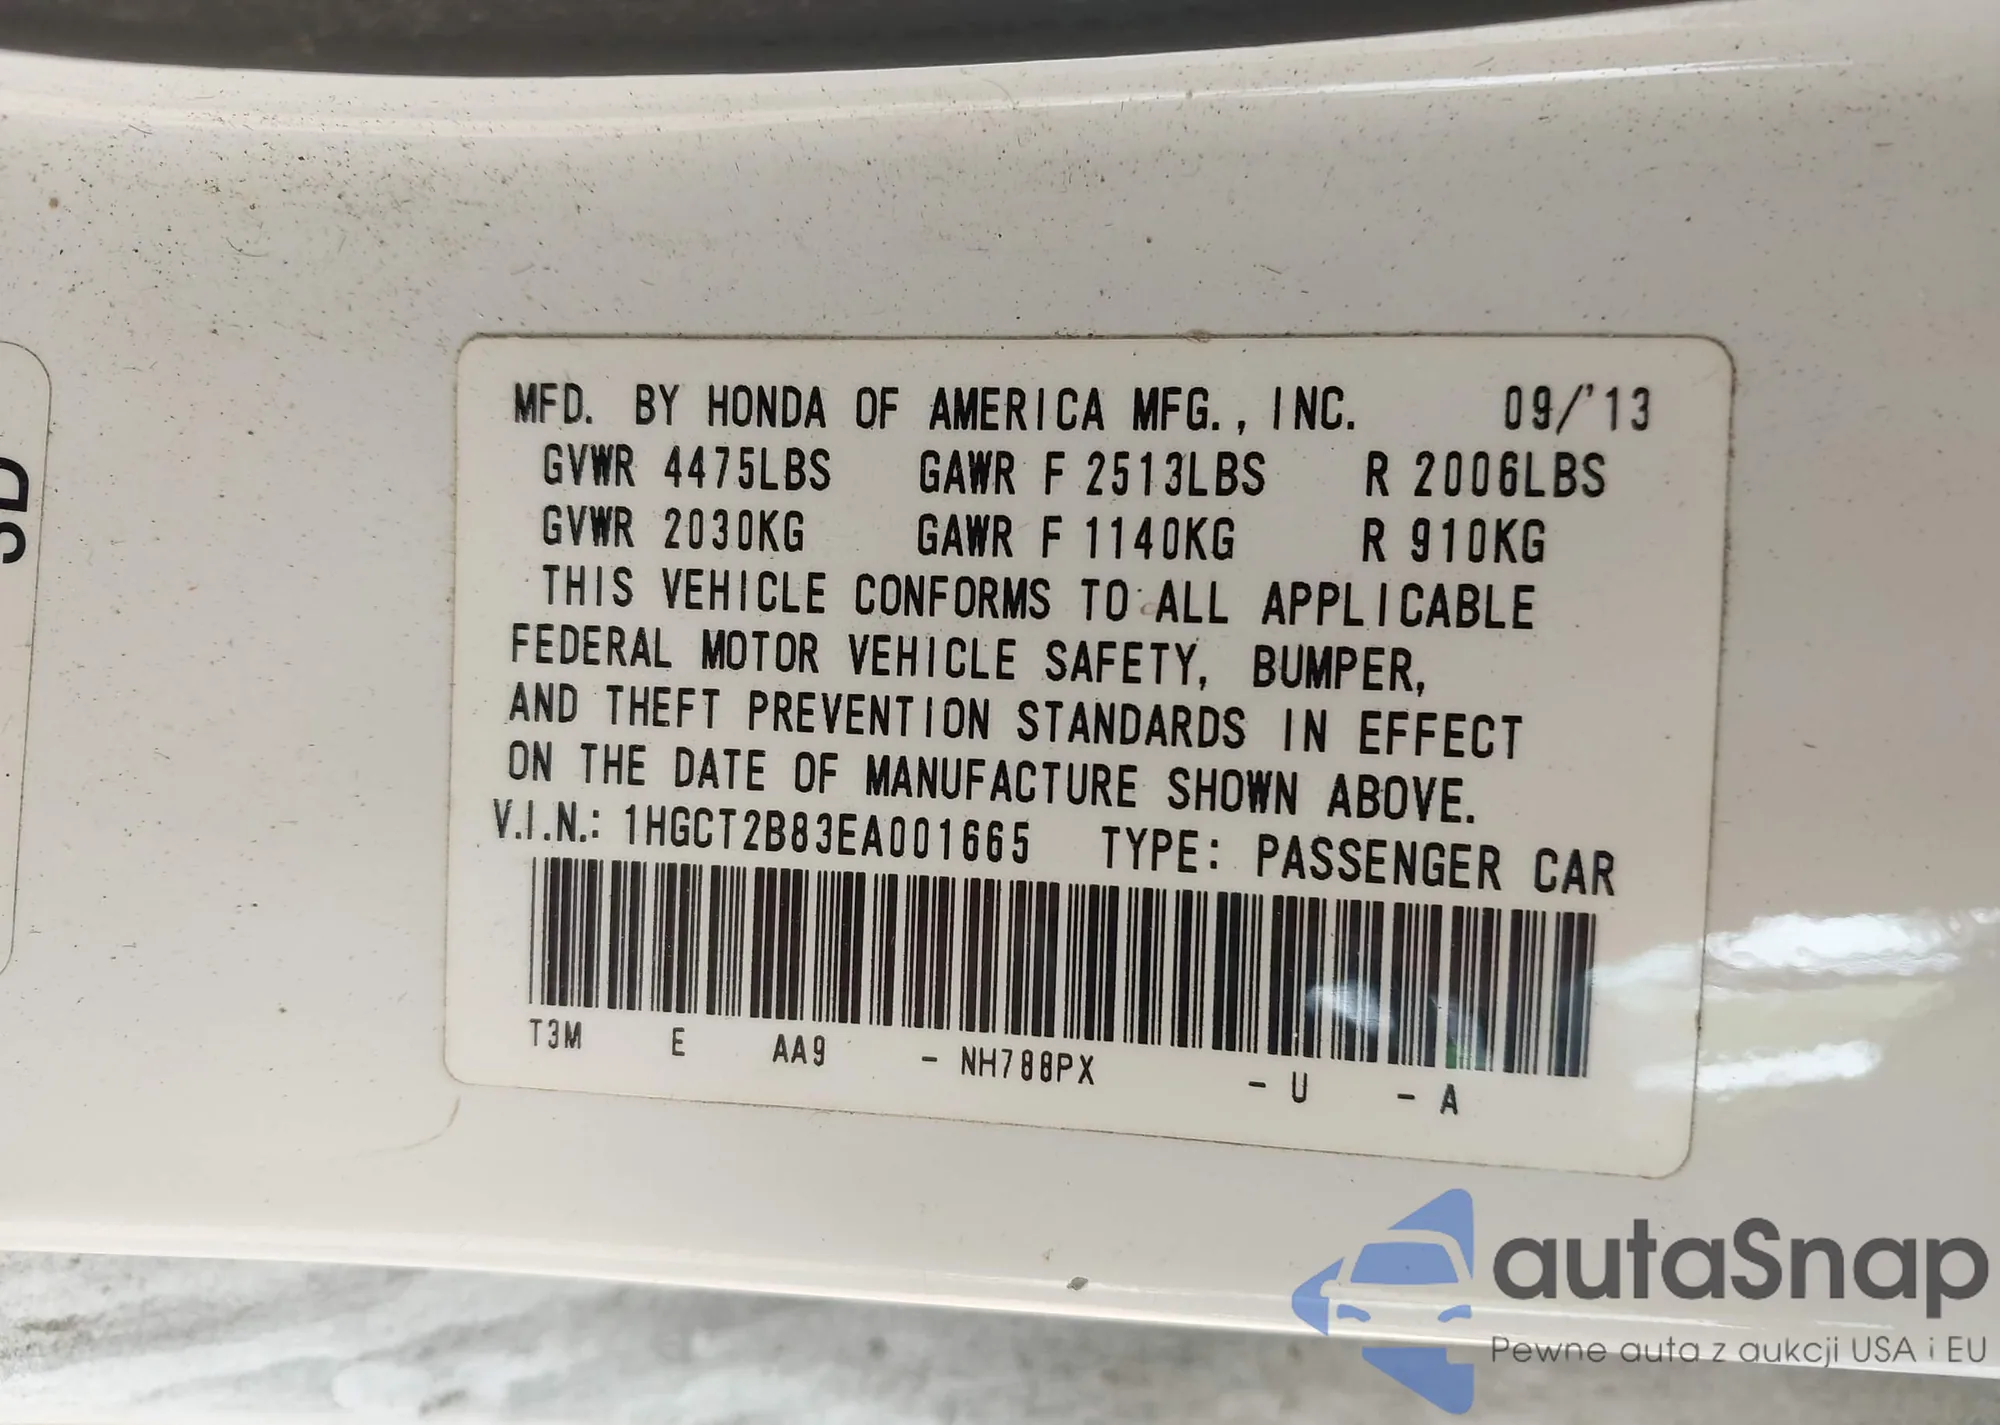 MFD. BY HONDA OF AMERICA MFG., INC. 09/'13
GVWR 4475LBS GAWR F 2513LBS R 2006LBS
GVWR 2030KG GAWR F 1140KG R 910KG
THIS VEHICLE CONFORMS TO ALL APPLICABLE
FEDERAL MOTOR VEHICLE SAFETY, BUMPER,
AND THEFT PREVENTION STANDARDS IN EFFECT
ON THE DATE OF MANUFACTURE SHOWN ABOVE.
V.I.N.: 1HGCT2B83EA001665 TYPE: PASSENGER CAR
T3M E AA9 - NH788PX - U - A
autaSnap
Pewne auta z aukcji USA i EU